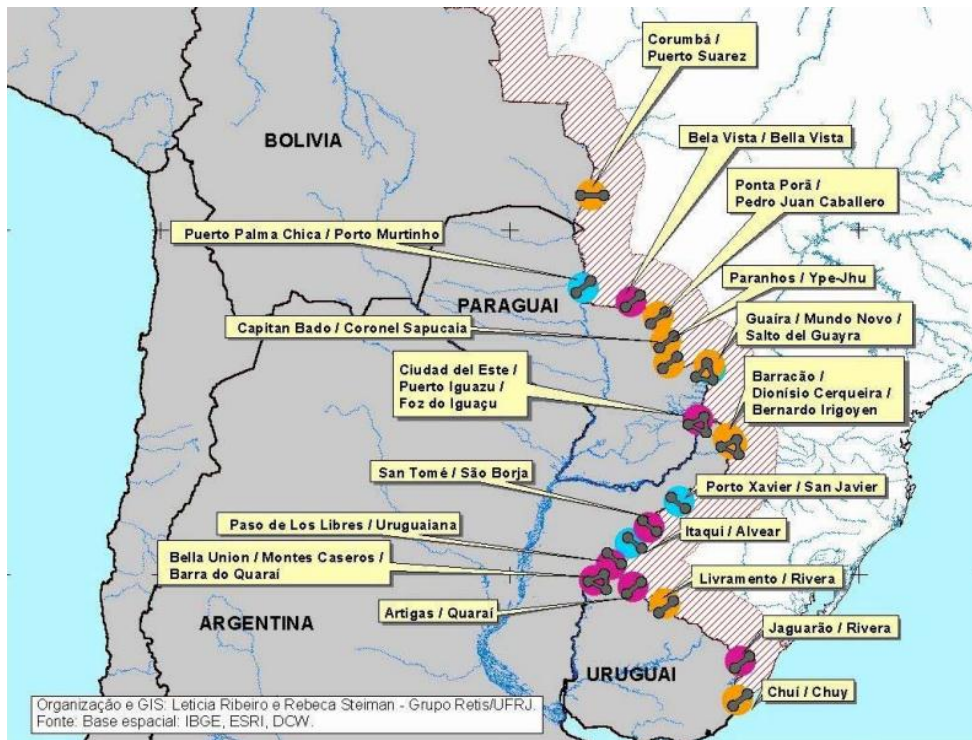 Corumbá /
Puerto Suarez
BOLIVIA
Bela Vista / Bella Vista
Ponta Porã /
Pedro Juan Caballero
Puerto Palma Chica / Porto Murtinho
Paranhos / Ype-Jhu
PARAGUAI
Capitan Bado / Coronel Sapucaia
Guaíra / Mundo Novo /
Salto del Guayra
Ciudad del Este /
Puerto Iguazu /
Foz do Iguaçu
Barracão /
Dionísio Cerqueira /
Bernardo Irigoyen
San Tomé / São Borja
Porto Xavier / San Javier
Paso de Los Libres / Uruguaiana
Itaqui / Alvear
Bella Union / Montes Caseros /
Barra do Quaraí
Livramento / Rivera
Artigas / Quaraí
ARGENTINA
Jaguarão / Rivera
URUGUAI
Chuí / Chuy
Organização e GIS: Leticia Ribeiro e Rebeca Steiman - Grupo Retis/UFRJ.
Fonte: Base espacial: IBGE, ESRI, DCW.